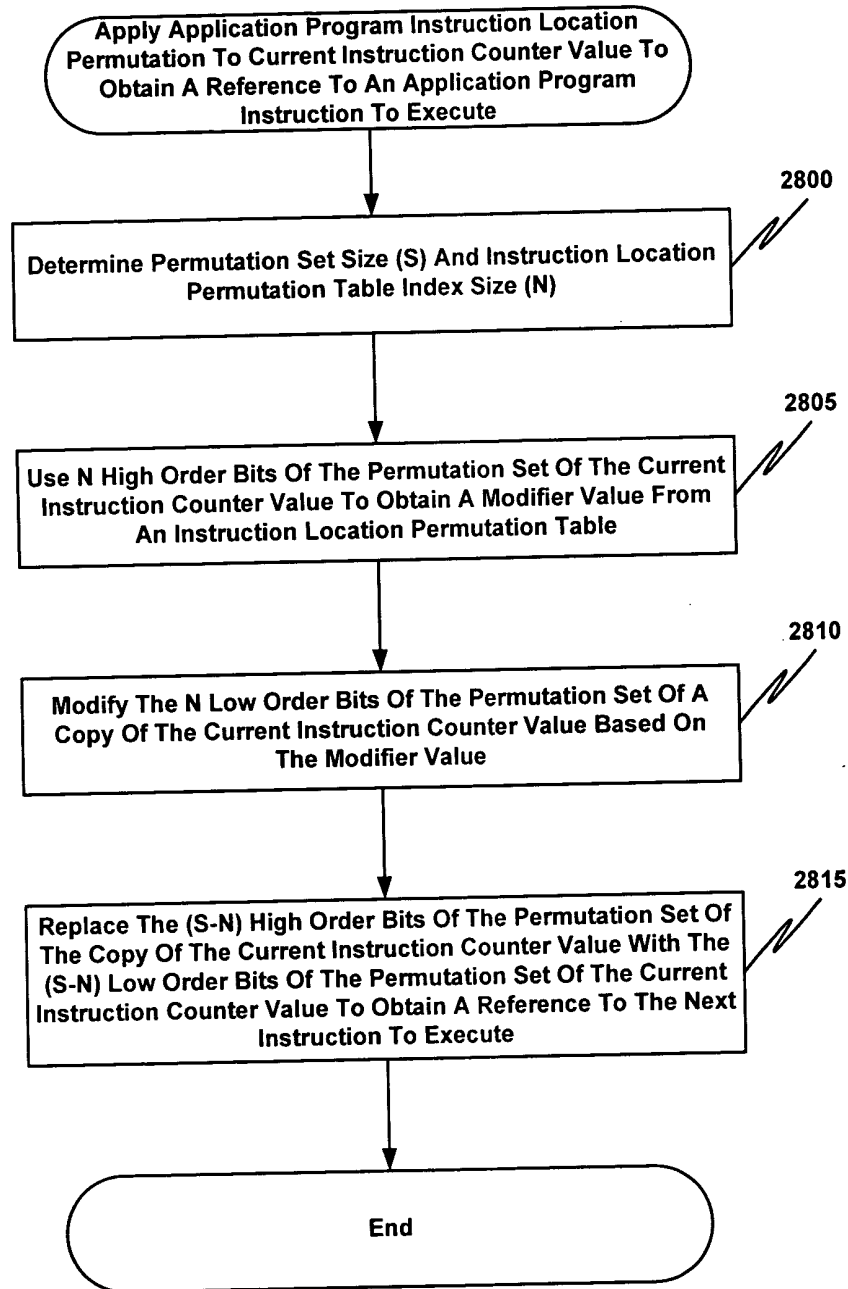 Apply Application Program Instruction Location
Permutation To Current Instruction Counter Value To
Obtain A Reference To An Application Program
Instruction To Execute
2800
Determine Permutation Set Size (S) And Instruction Location
Permutation Table Index Size (N)
2805
Use N High Order Bits Of The Permutation Set Of The Current
Instruction Counter Value To Obtain A Modifier Value From
An Instruction Location Permutation Table
2810
Modify The N Low Order Bits Of The Permutation Set Of A
Copy Of The Current Instruction Counter Value Based On
The Modifier Value
2815
Replace The (S-N) High Order Bits Of The Permutation Set Of
The Copy Of The Current Instruction Counter Value With The
(S-N) Low Order Bits Of The Permutation Set Of The Current
Instruction Counter Value To Obtain A Reference To The Next
Instruction To Execute
End